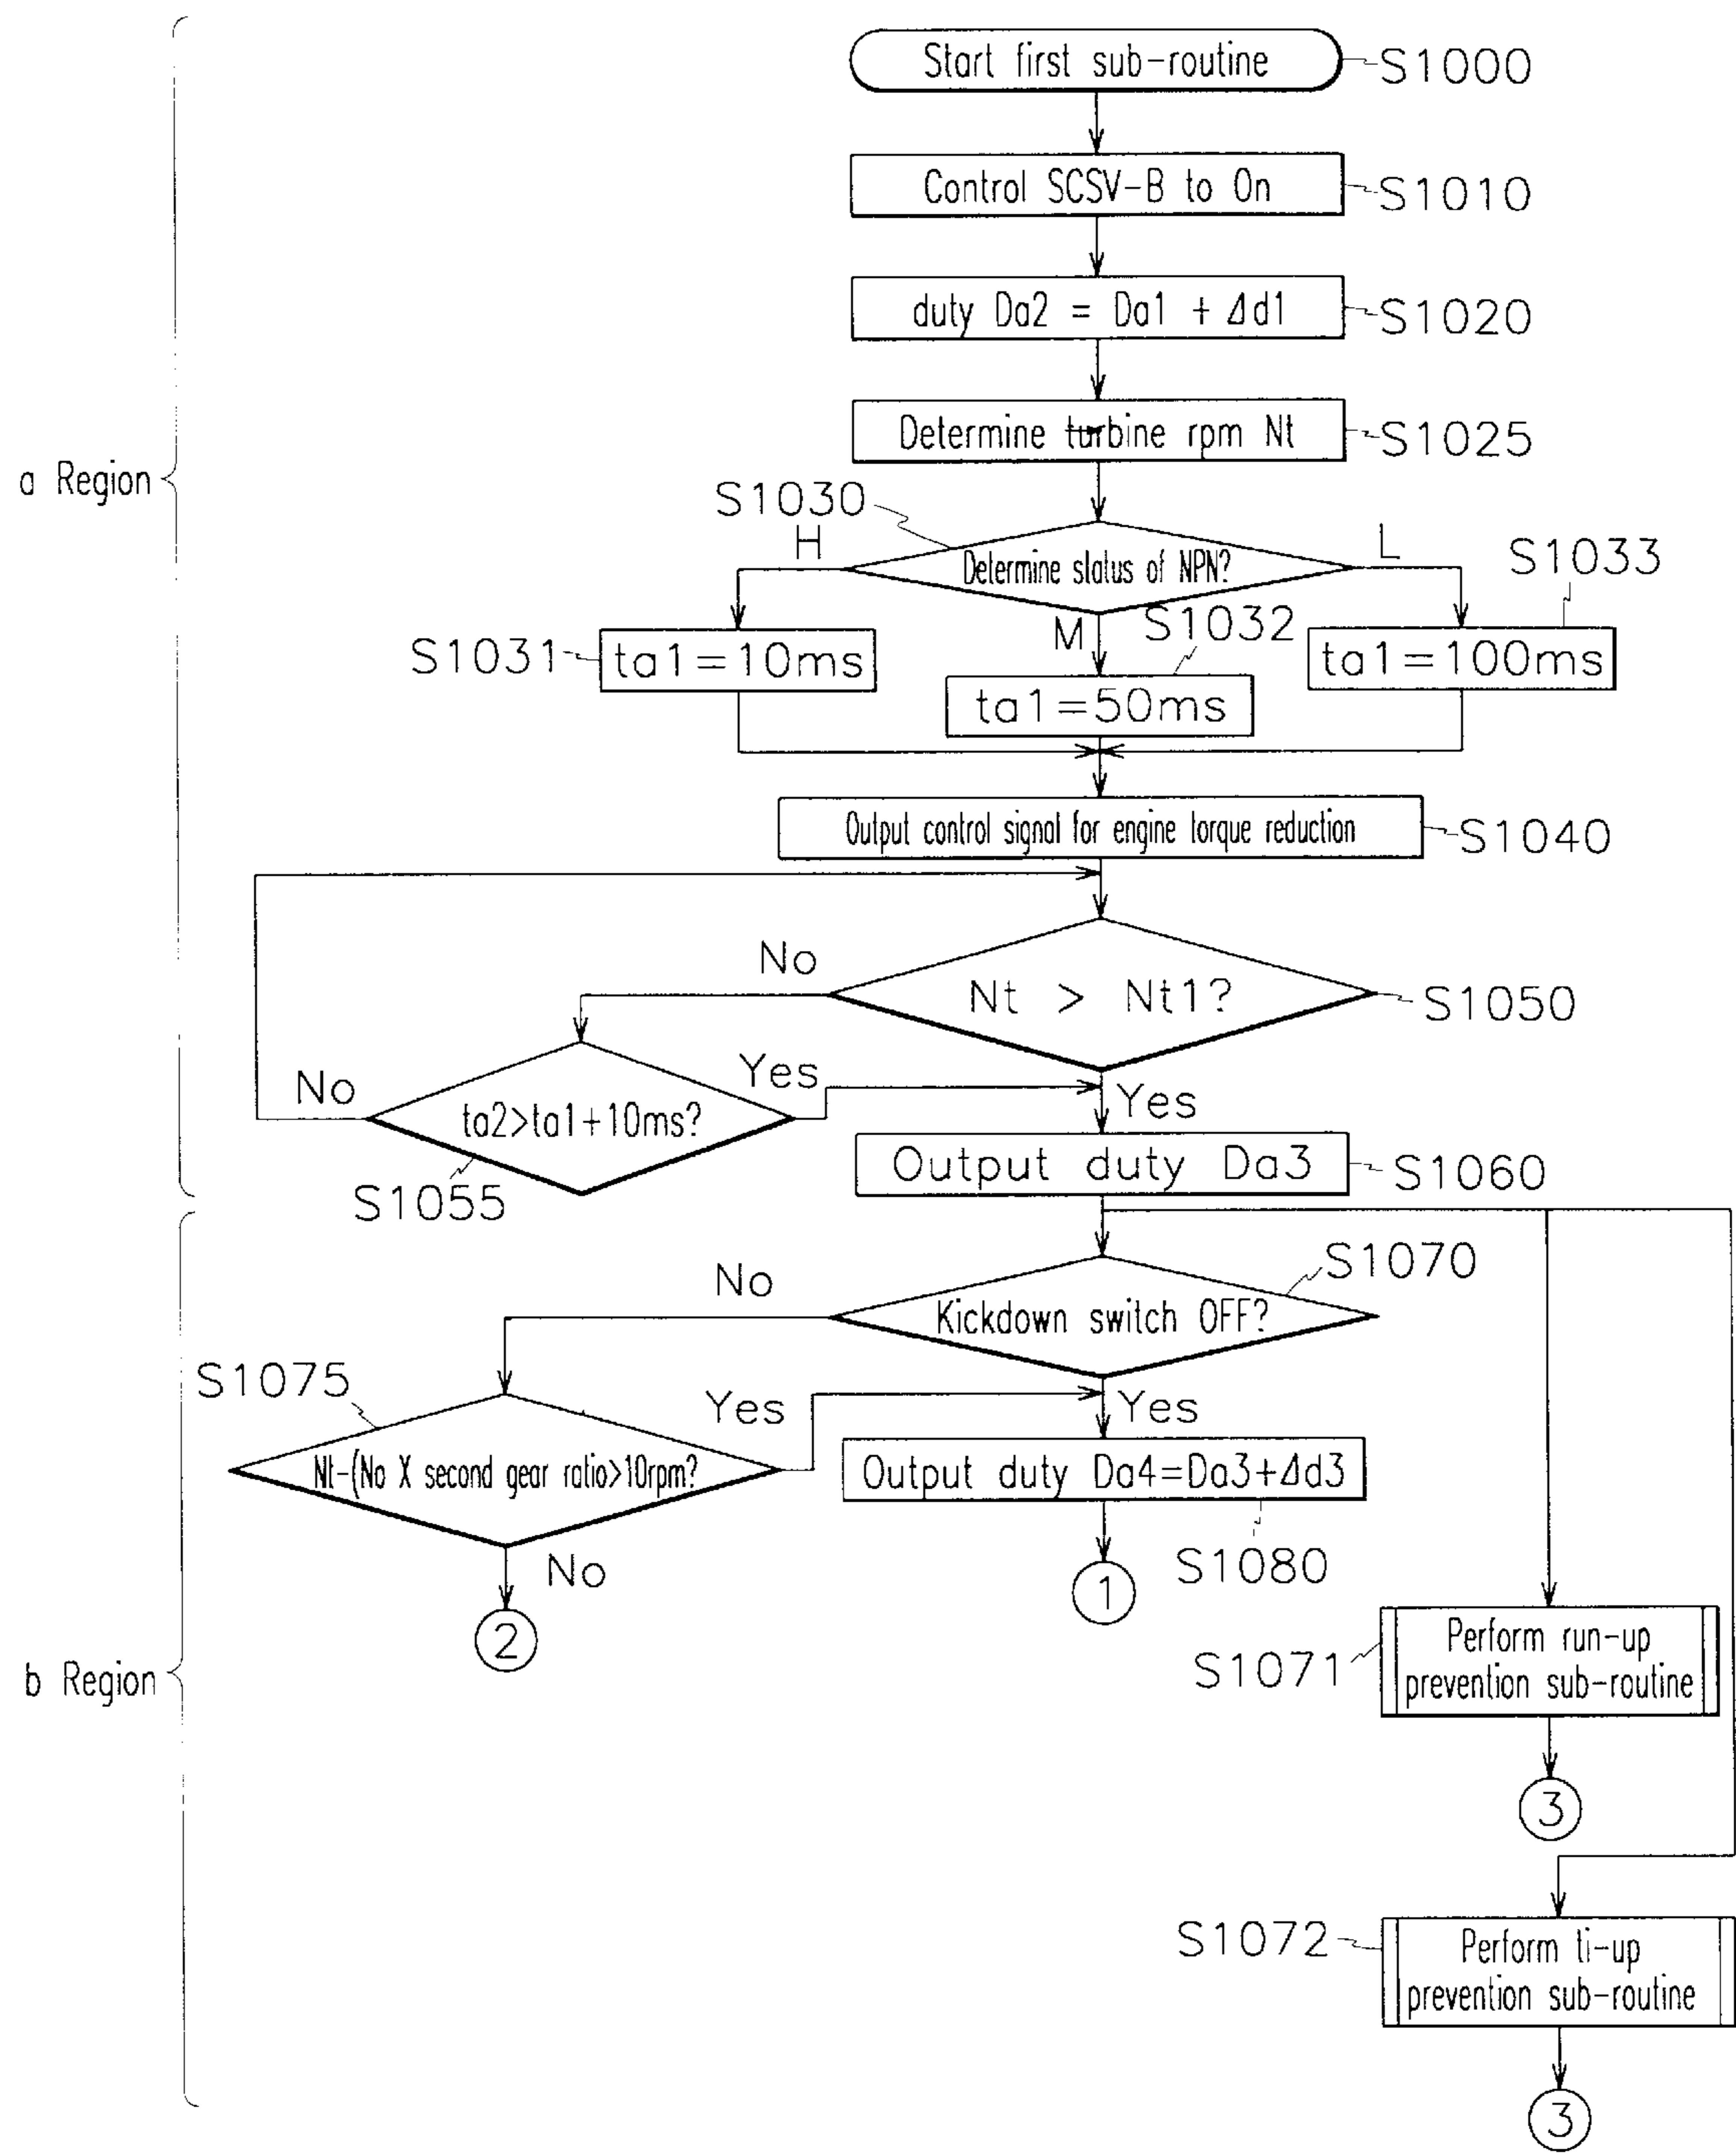 Start first sub-routine
S1000
Control SCSV-B to On
S1010
duty Da2 = Da1 + Δd1
S1020
Determine turbine rpm Nt
S1025
a Region
S1030
H
Determine status of NPN?
L
S1033
M
S1032
S1031
ta1=10ms
ta1=50ms
ta1=100ms
Output control signal for engine torque reduction
S1040
No
Nt > Nt1?
S1050
No
ta2>ta1+10ms?
Yes
Yes
S1055
Output duty Da3
S1060
No
Kickdown switch OFF?
S1070
S1075
Yes
Yes
Nt-(No X second gear ratio>10rpm?
Output duty Da4=Da3+Δd3
No
S1080
1
2
b Region
S1071
Perform run-up
prevention sub-routine
3
S1072
Perform ti-up
prevention sub-routine
3